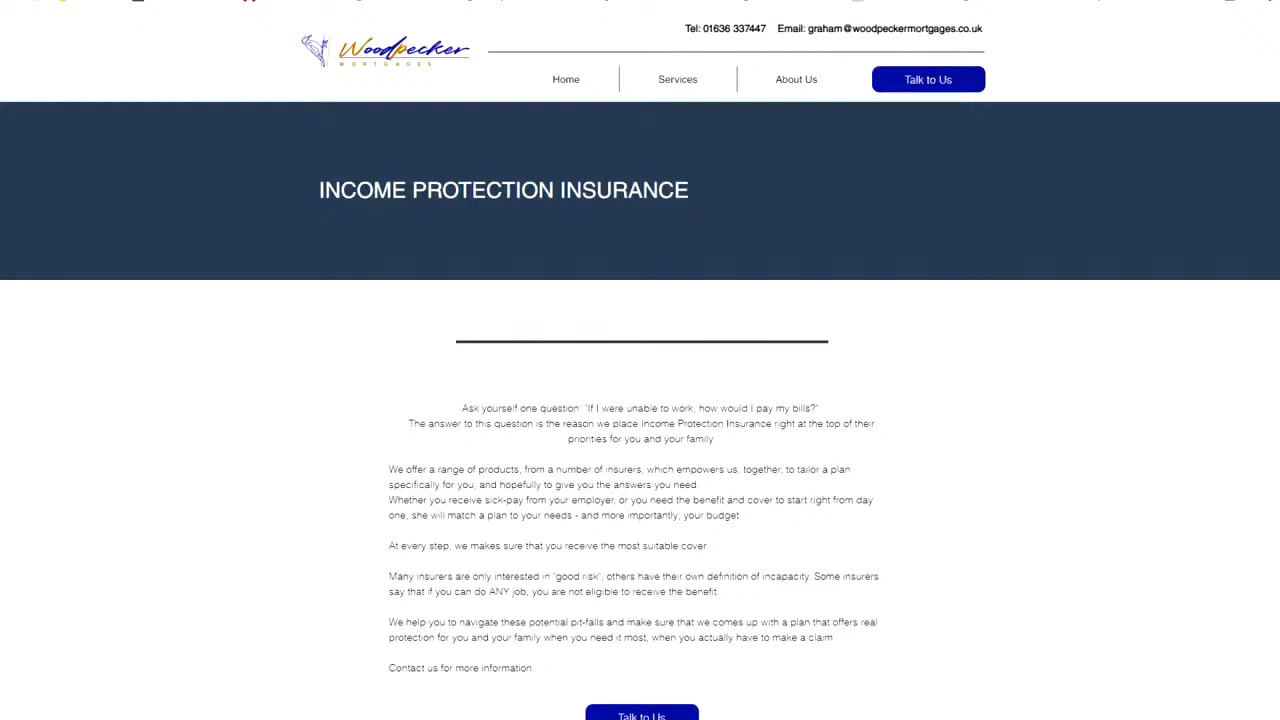 Tel: 01636 337447 Email: graham@woodpeckermortgages.co.uk
Woodpecker
MORTGAGES
Home Services About Us Talk to Us
INCOME PROTECTION INSURANCE
Ask yourself one question: "If I were unable to work, how would I pay my bills?"
The answer to this question is the reason we place Income Protection Insurance right at the top of their
priorities for you and your family
We offer a range of products, from a number of insurers, which empowers us, together, to tailor a plan
specifically for you, and hopefully to give you the answers you need.
Whether you receive sick-pay from your employer, or you need the benefit and cover to start right from day
one, she will match a plan to your needs - and more importantly, your budget.
At every step, we makes sure that you receive the most suitable cover.
Many insurers are only interested in "good risk", others have their own definition of incapacity. Some insurers
say that if you can do ANY job, you are not eligible to receive the benefit.
We help you to navigate these potential pit-falls and make sure that we comes up with a plan that offers real
protection for you and your family when you need it most; when you actually have to make a claim
Contact us for more information.
Talk to Us